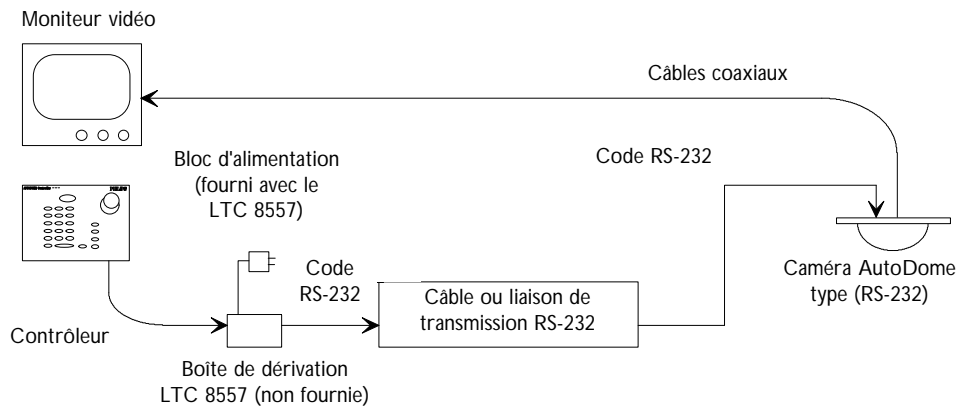 Moniteur vidéo
Câbles coaxiaux
Code RS-232
Bloc d'alimentation
(fourni avec le
LTC 8557)
Code
RS-232
Câble ou liaison de
transmission RS-232
Caméra AutoDome
type (RS-232)
Contrôleur
Boîte de dérivation
LTC 8557 (non fournie)